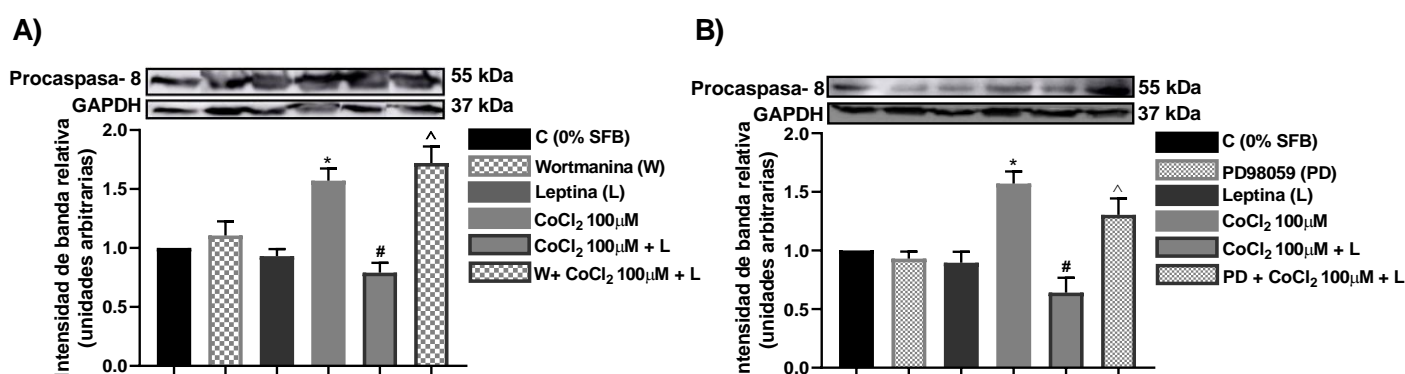 A)
Procaspasa- 8
55 kDa
GAPDH
37 kDa
ntensidad de banda relativa
(unidades arbitrarias)
2.0
1.5
1.0
0.5
0.0
*
#
^
C (0% SFB)
Wortmanina (W)
Leptina (L)
CoCl₂ 100μM
CoCl₂ 100μM + L
W+ CoCl₂ 100μM + L
B)
Procaspasa- 8
55 kDa
GAPDH
37 kDa
ntensidad de banda relativa
(unidades arbitrarias)
2.0
1.5
1.0
0.5
0.0
*
#
^
C (0% SFB)
PD98059 (PD)
Leptina (L)
CoCl₂ 100μM
CoCl₂ 100μM + L
PD + CoCl₂ 100μM + L